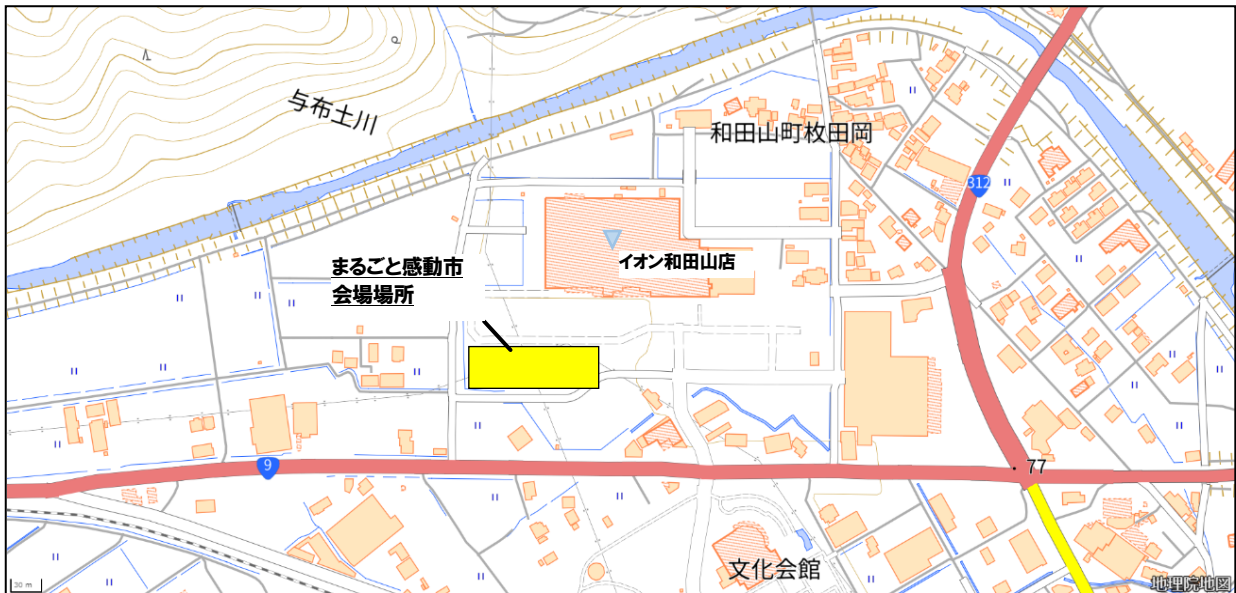 与布土川
和田山町枚田岡
312
まるごと感動市
会場場所
イオン和田山店
9
77
文化会館
30 m
地理院地図